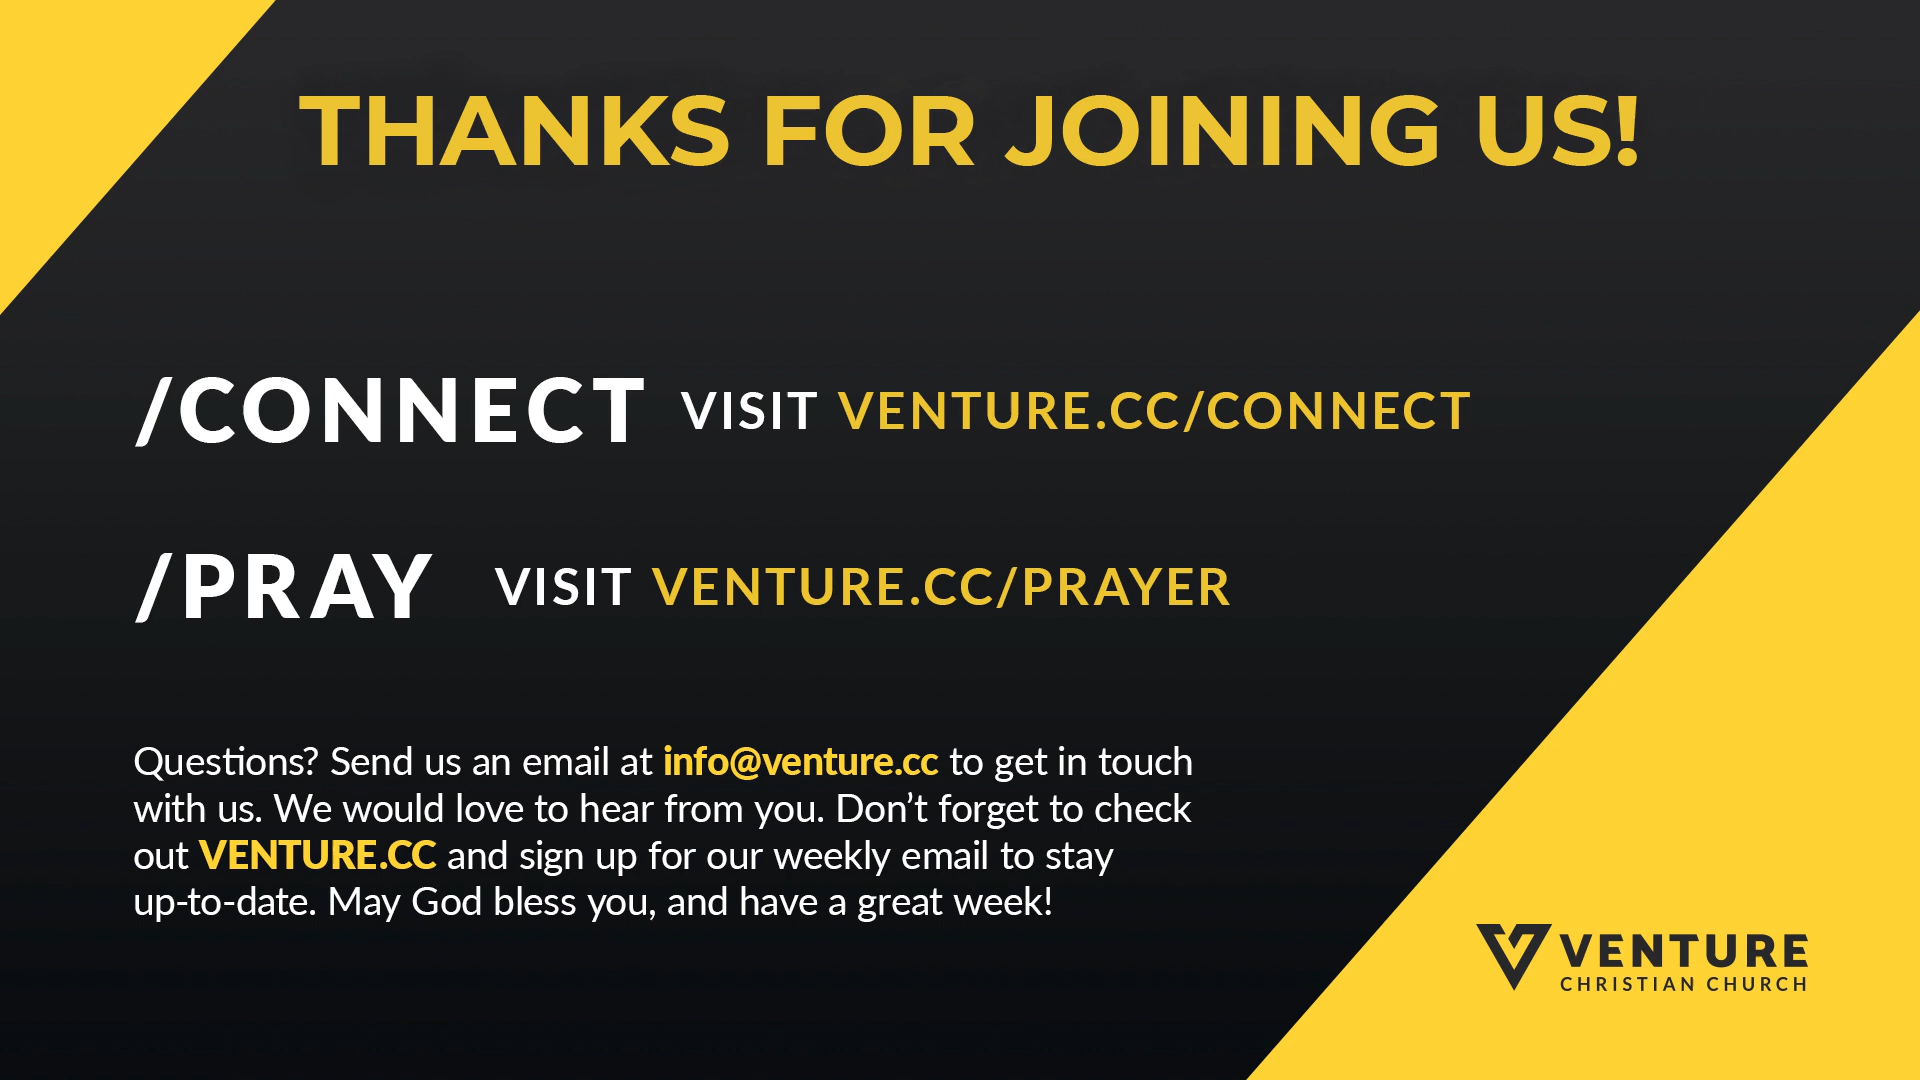 THANKS FOR JOINING US!
/CONNECT VISIT VENTURE.CC/CONNECT
/PRAY VISIT VENTURE.CC/PRAYER
Questions? Send us an email at info@venture.cc to get in touch
with us. We would love to hear from you. Don’t forget to check
out VENTURE.CC and sign up for our weekly email to stay
up-to-date. May God bless you, and have a great week!
VENTURE
CHRISTIAN CHURCH